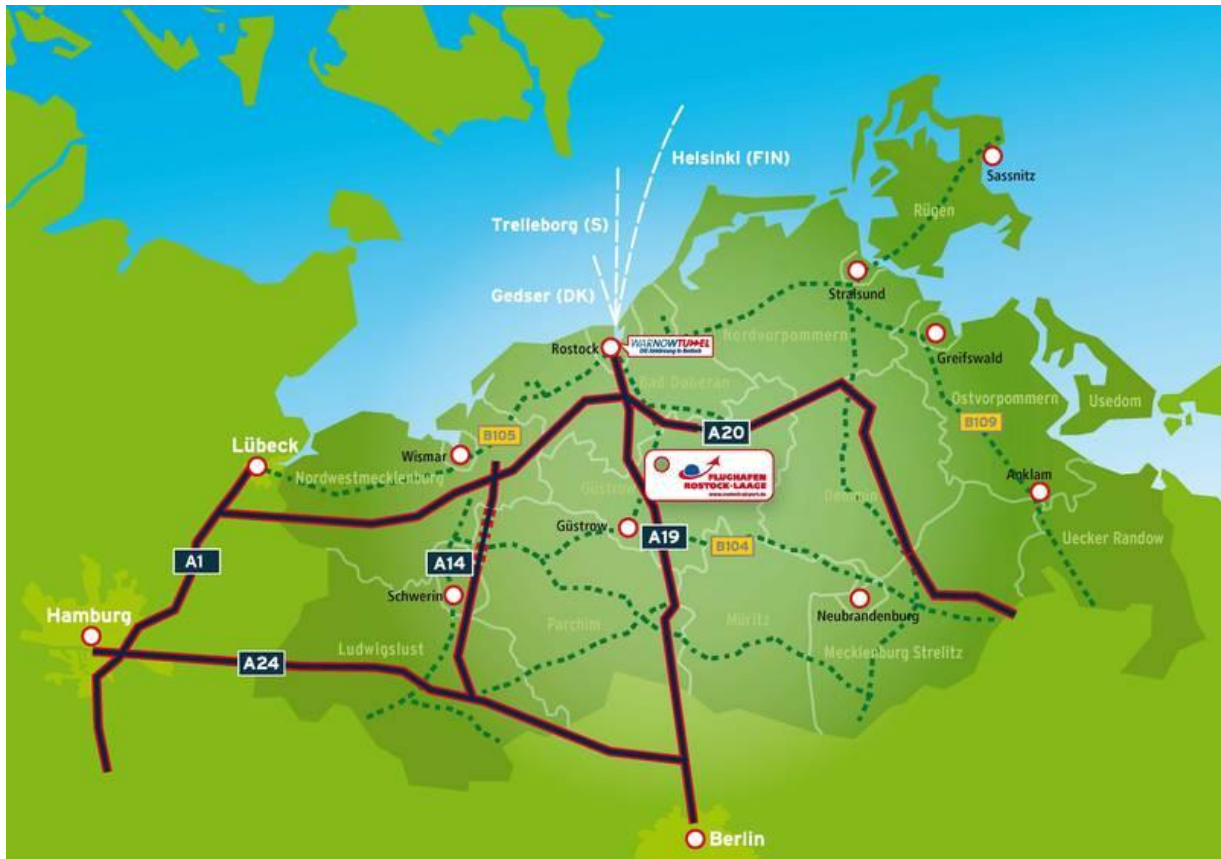 Helsinki (FIN)
Sassnitz
Rügen
Trelleborg (S)
Stralsund
Gedser (DK)
Nordvorpommern
Rostock
WARNOWTUNNEL
Greifswald
Bad Doberan
Ostvorpommern
Usedom
A20
B109
B105
Lübeck
Wismar
Nordwestmecklenburg
Güstrow
FLUGHAFEN
ROSTOCK-LAAGE
Demmin
Anklam
Güstrow
A19
B104
Uecker Randow
A1
A14
Schwerin
Hamburg
Neubrandenburg
Parchim
Müritz
Ludwigslust
Mecklenburg Strelitz
A24
Berlin